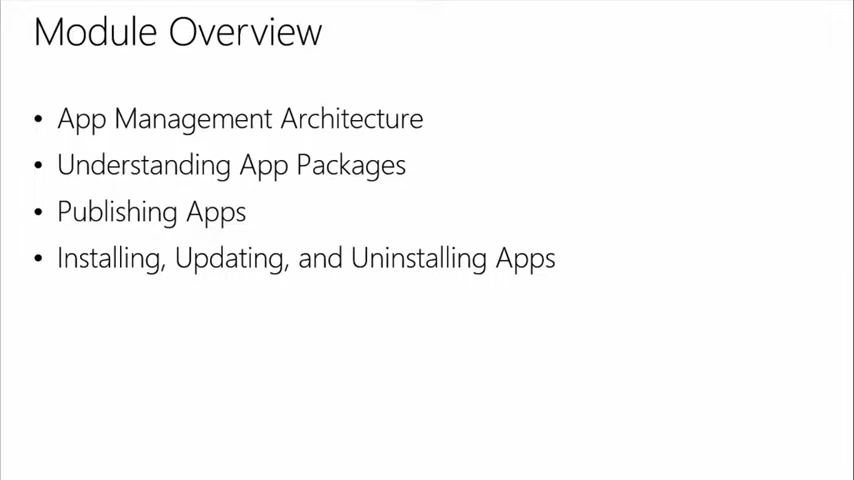 Module Overview
• App Management Architecture
• Understanding App Packages
• Publishing Apps
• Installing, Updating, and Uninstalling Apps